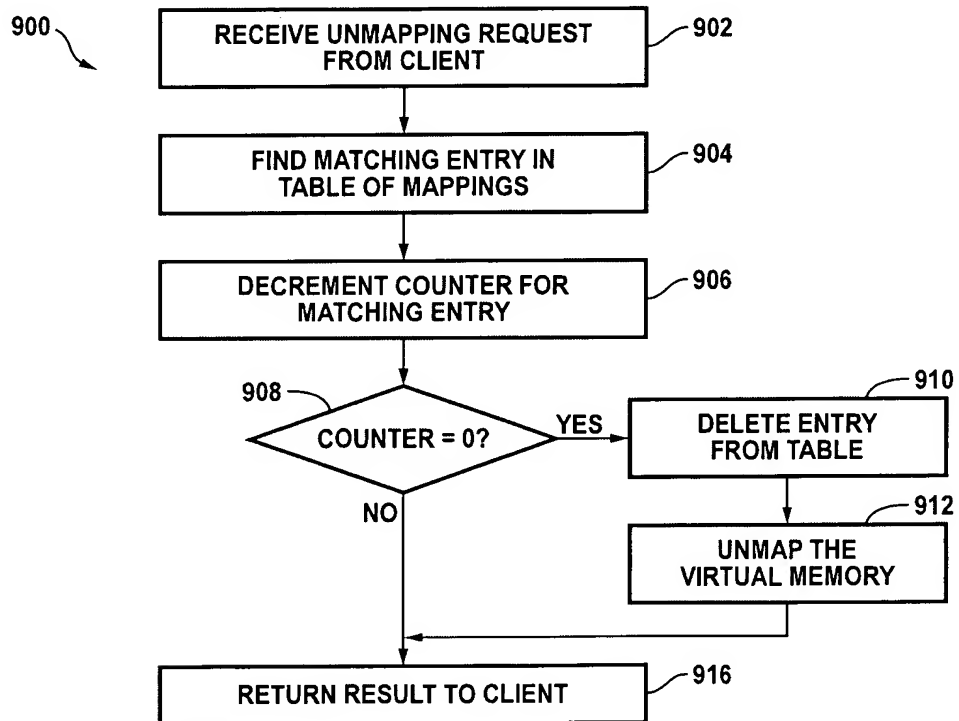 900
RECEIVE UNMAPPING REQUEST
FROM CLIENT
902
FIND MATCHING ENTRY IN
TABLE OF MAPPINGS
904
DECREMENT COUNTER FOR
MATCHING ENTRY
906
908
COUNTER = 0?
YES
NO
910
DELETE ENTRY
FROM TABLE
912
UNMAP THE
VIRTUAL MEMORY
RETURN RESULT TO CLIENT
916